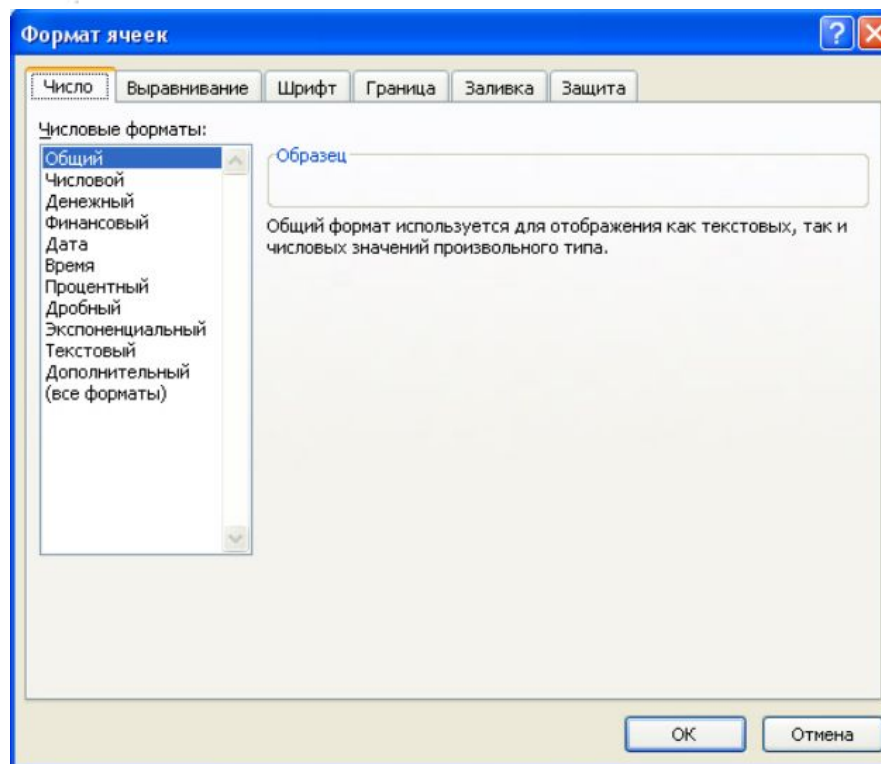 Формат ячеек
Число Выравнивание Шрифт Граница Заливка Защита
Числовые форматы:
Общий
Числовой
Денежный
Финансовый
Дата
Время
Процентный
Дробный
Экспоненциальный
Текстовый
Дополнительный
(все форматы)
Образец
Общий формат используется для отображения как текстовых, так и
числовых значений произвольного типа.
ОК Отмена